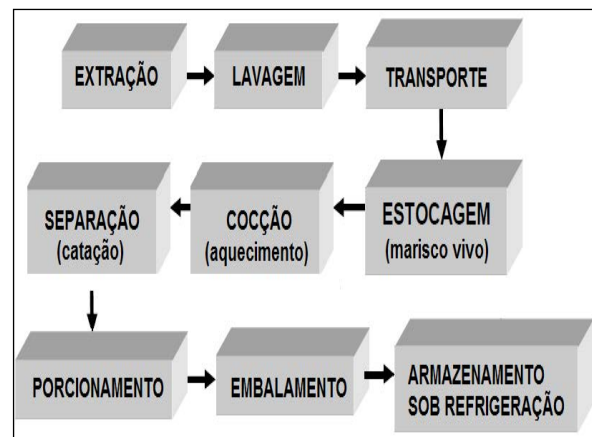 EXTRAÇÃO
LAVAGEM
TRANSPORTE
ESTOCAGEM
(marisco vivo)
COCÇÃO
(aquecimento)
SEPARAÇÃO
(catação)
PORCIONAMENTO
EMBALAMENTO
ARMAZENAMENTO
SOB REFRIGERAÇÃO